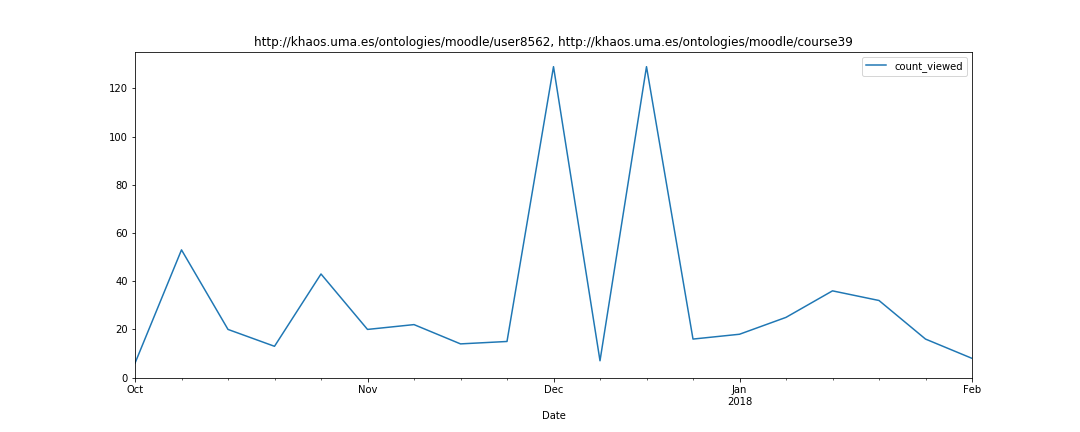 http://khaos.uma.es/ontologies/moodle/user8562, http://khaos.uma.es/ontologies/moodle/course39
count_viewed
120
100
80
60
40
20
0
Oct Nov Dec Jan Feb
2018
Date